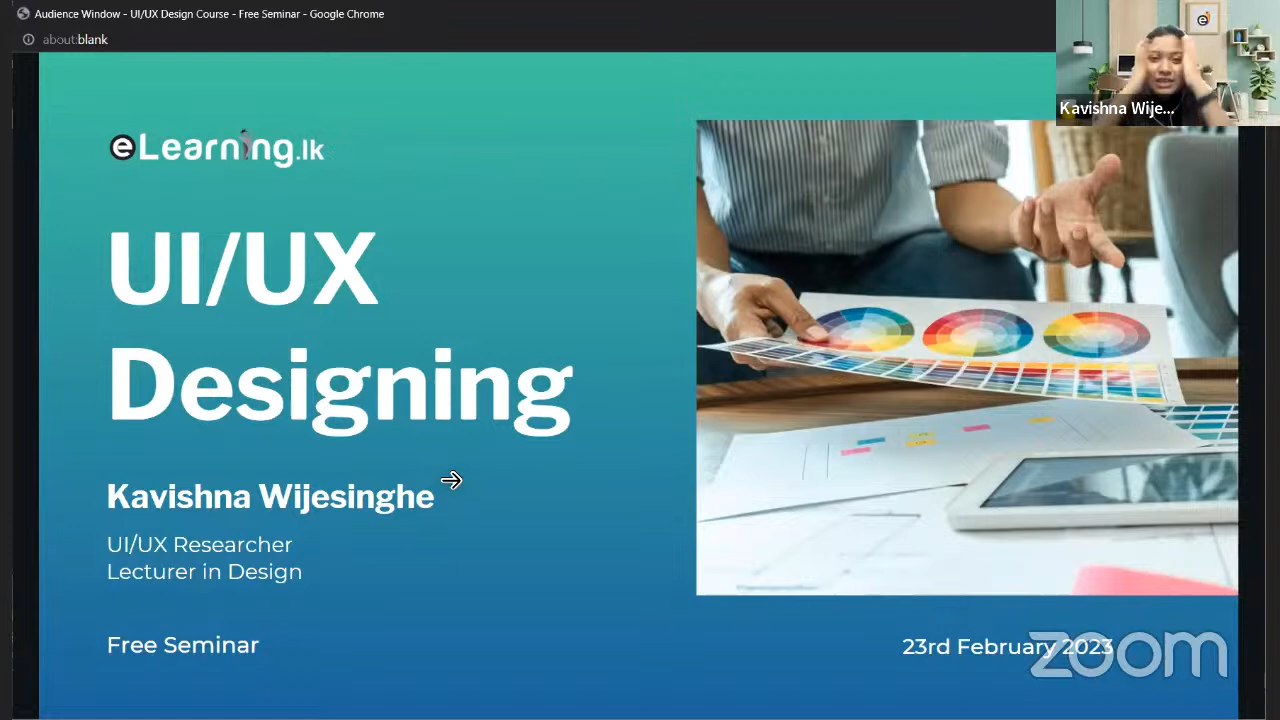 Audience Window - UI/UX Design Course - Free Seminar - Google Chrome
about:blank
Kavishna Wije...
eLearning.lk
UI/UX
Designing
Kavishna Wijesinghe
UI/UX Researcher
Lecturer in Design
Free Seminar
23rd February 2023
zoom